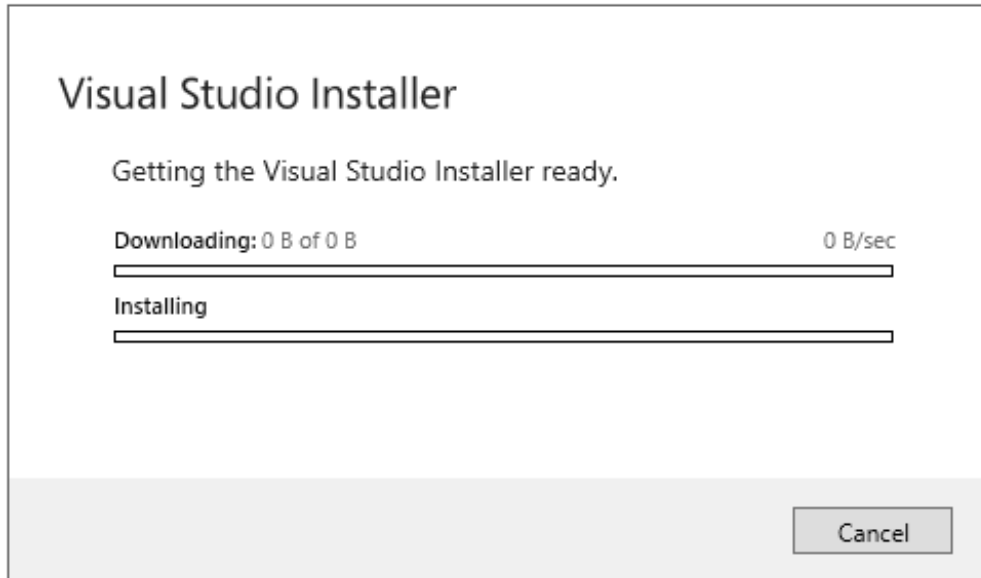 Visual Studio Installer
Getting the Visual Studio Installer ready.
Downloading: 0 B of 0 B 0 B/sec
Installing
Cancel